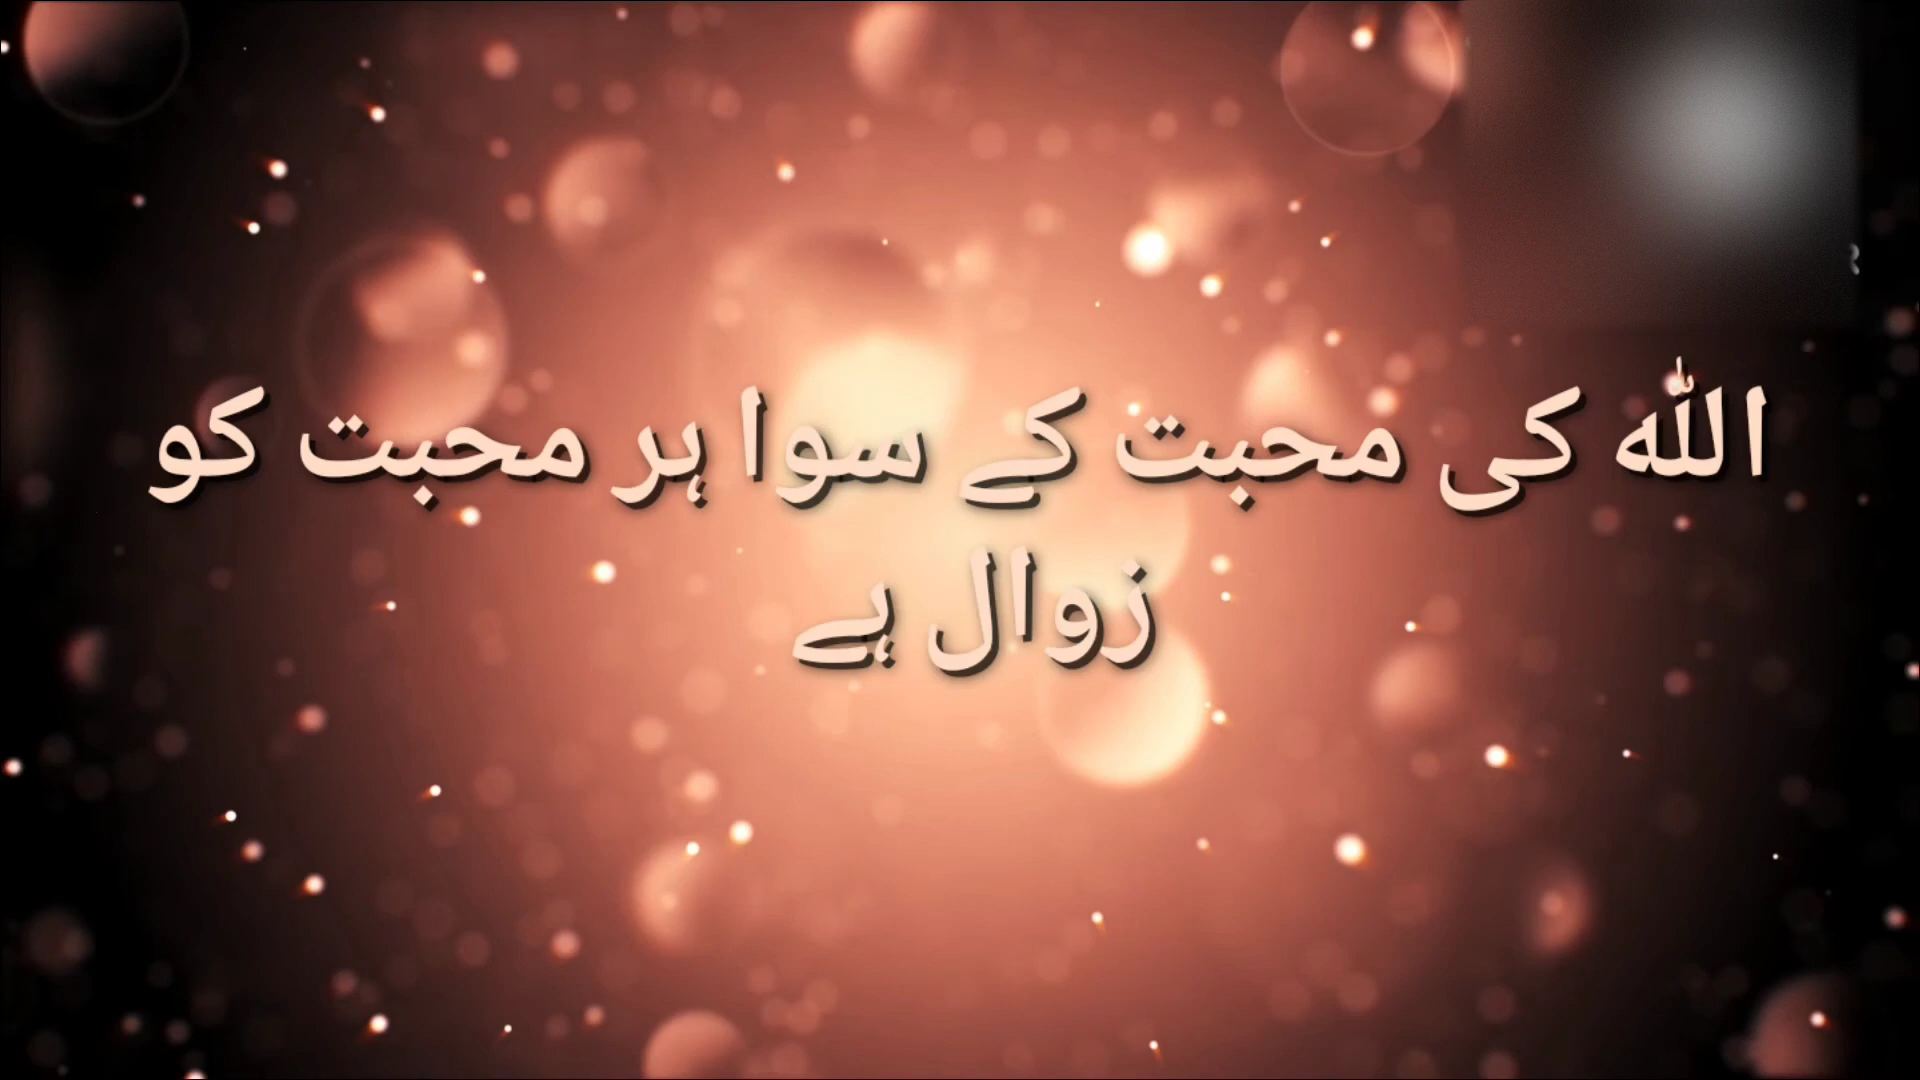 اللہ کی محبت کے سوا ہر محبت کو
زوال ہے